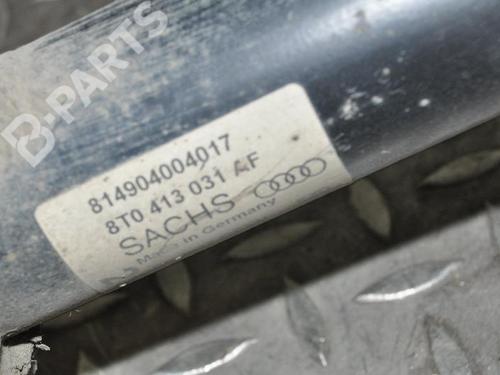 B-PARTS
814904004017
8T0 413 031 AF
SACHS
Made in Germany